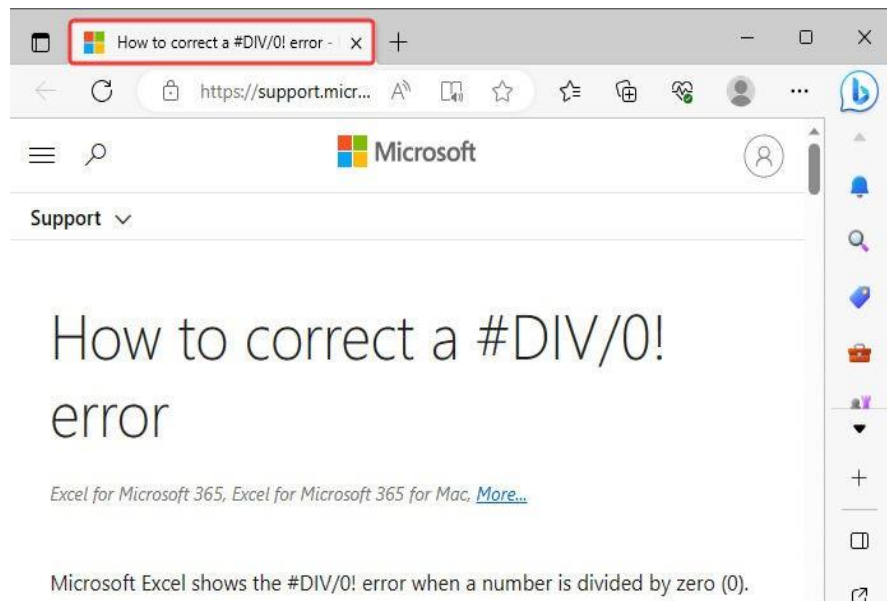 How to correct a #DIV/0! error -
https://support.micr...
Microsoft
Support
How to correct a #DIV/0!
error
Excel for Microsoft 365, Excel for Microsoft 365 for Mac, More...
Microsoft Excel shows the #DIV/0! error when a number is divided by zero (0).